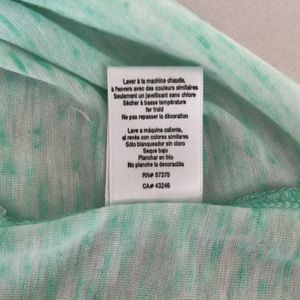 Laver à la machine chaude,
à l'envers avec des couleurs similaires
Seulement un javellisant sans chlore
Sécher à basse température
fer froid
Ne pas repasser la décoration
Lave a máquina caliente,
al revés con colores similares
Sólo blanqueador sin cloro
Seque bajo
Planchar en frío
No planche la decoración
RN# 57370
CA# 43246